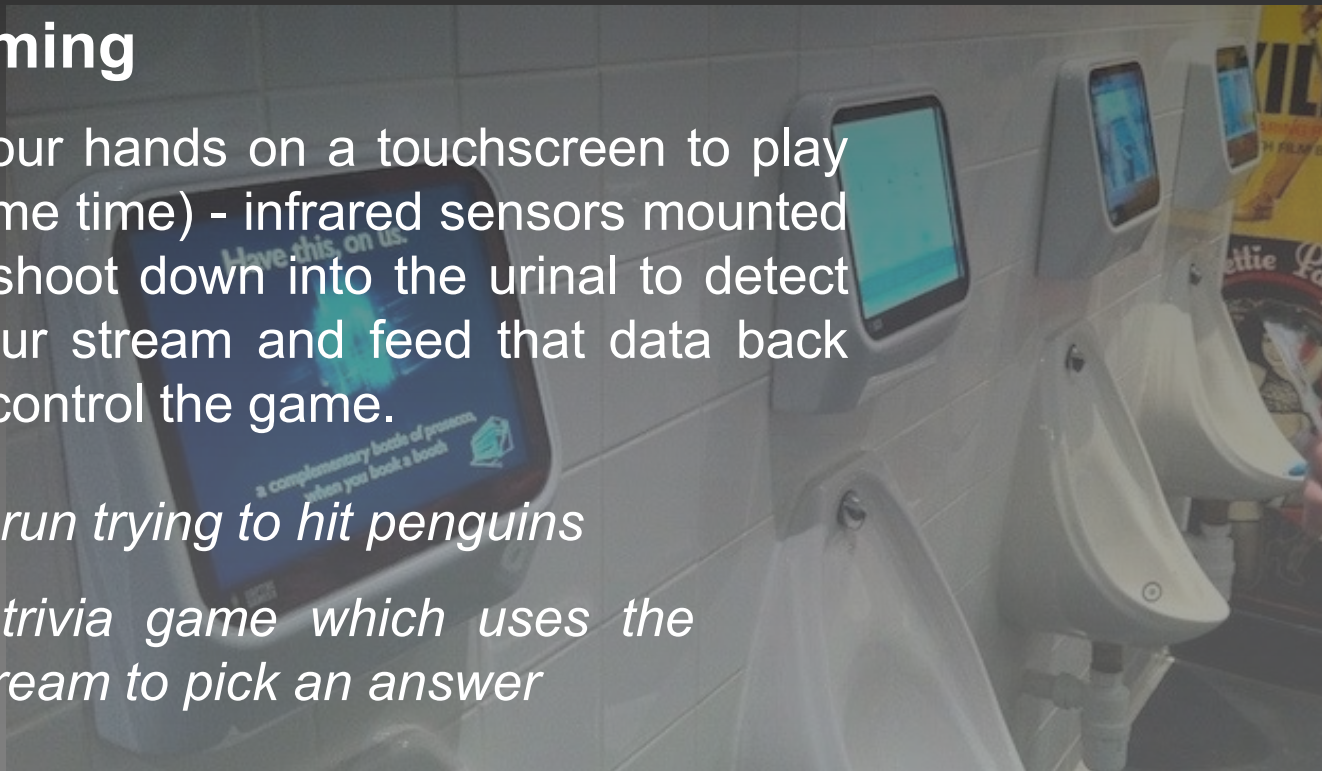 ming
our hands on a touchscreen to play
me time) - infrared sensors mounted
shoot down into the urinal to detect
ur stream and feed that data back
control the game.
run trying to hit penguins
trivia game which uses the
ream to pick an answer
Have this, on us.
a complementary bottle of prosecco,
when you book a booth